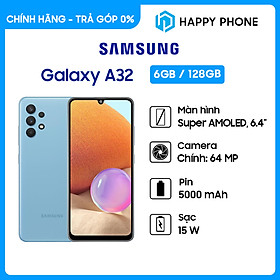 CHÍNH HÃNG - TRẢ GÓP 0%
HAPPY PHONE
SAMSUNG
Galaxy A32
6GB / 128GB
Màn hình
Super AMOLED, 6.4"
Camera
Chính: 64 MP
Pin
5000 mAh
Sạc
15 W